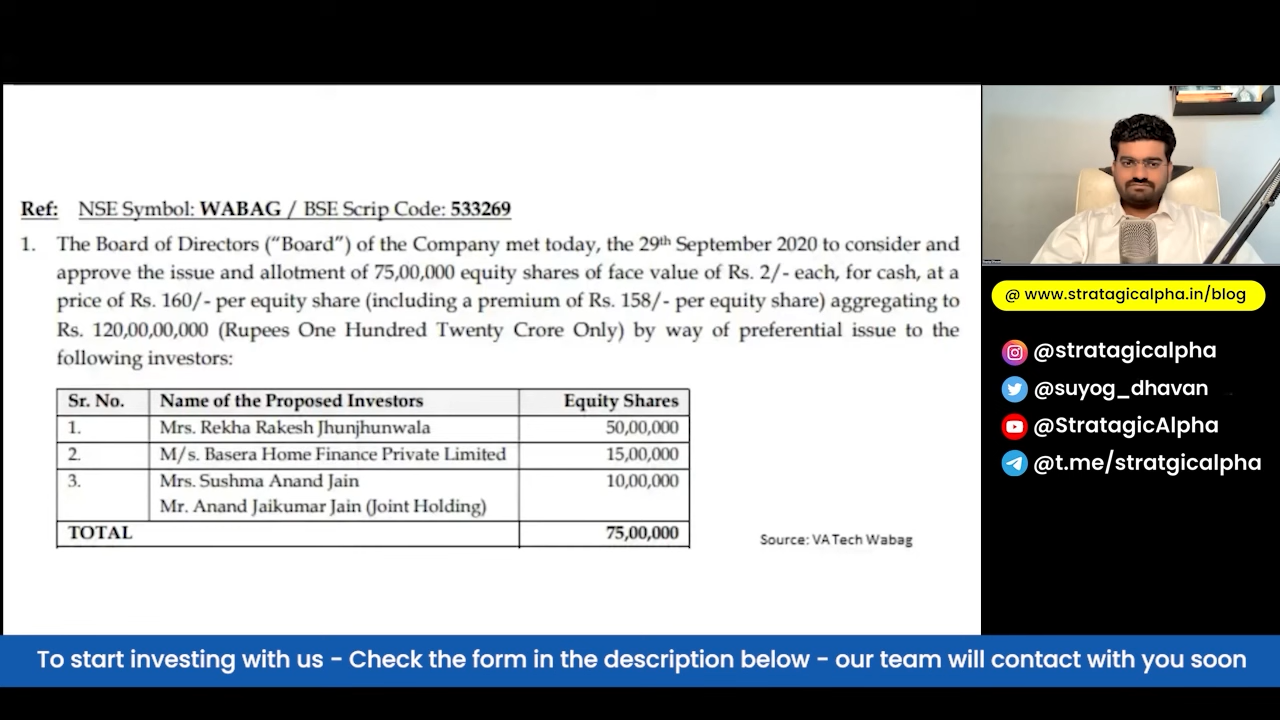 Ref: NSE Symbol: WABAG / BSE Scrip Code: 533269
1. The Board of Directors (“Board”) of the Company met today, the 29th September 2020 to consider and
approve the issue and allotment of 75,00,000 equity shares of face value of Rs. 2/- each, for cash, at a
price of Rs. 160/- per equity share (including a premium of Rs. 158/- per equity share) aggregating to
Rs. 120,00,00,000 (Rupees One Hundred Twenty Crore Only) by way of preferential issue to the
following investors:
Sr. No. Name of the Proposed Investors Equity Shares
1. Mrs. Rekha Rakesh Jhunjhunwala 50,00,000
2. M/s. Basera Home Finance Private Limited 15,00,000
3. Mrs. Sushma Anand Jain 10,00,000
Mr. Anand Jaikumar Jain (Joint Holding)
TOTAL 75,00,000
Source: VA Tech Wabag
@ www.stratagicalpha.in/blog
@stratagicalpha
@suyog_dhavan
@StratagicAlpha
@t.me/stratgicalpha
To start investing with us - Check the form in the description below - our team will contact with you soon